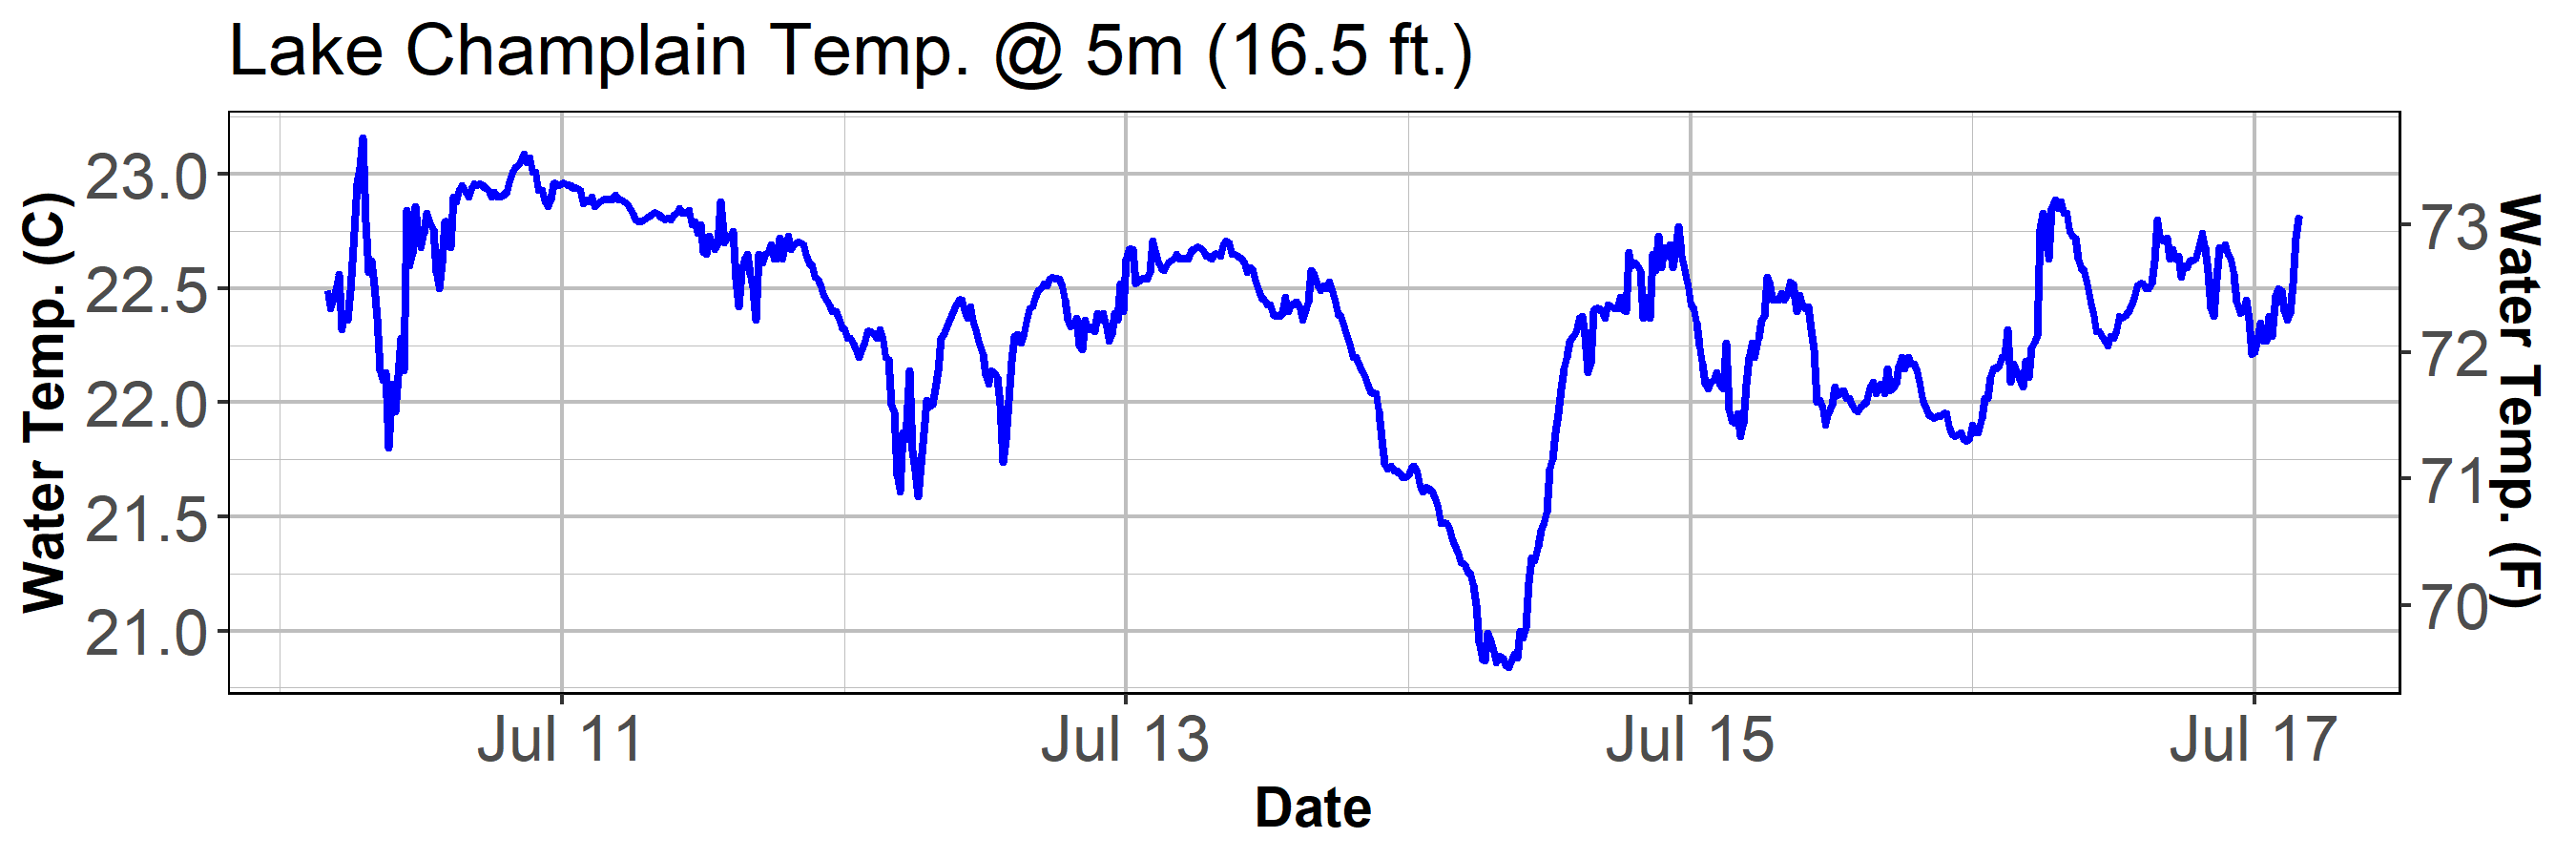 Lake Champlain Temp. @ 5m (16.5 ft.)
Water Temp. (C)
23.0
22.5
22.0
21.5
21.0
73
72
71
70
Water Temp. (F)
Jul 11
Jul 13
Jul 15
Jul 17
Date